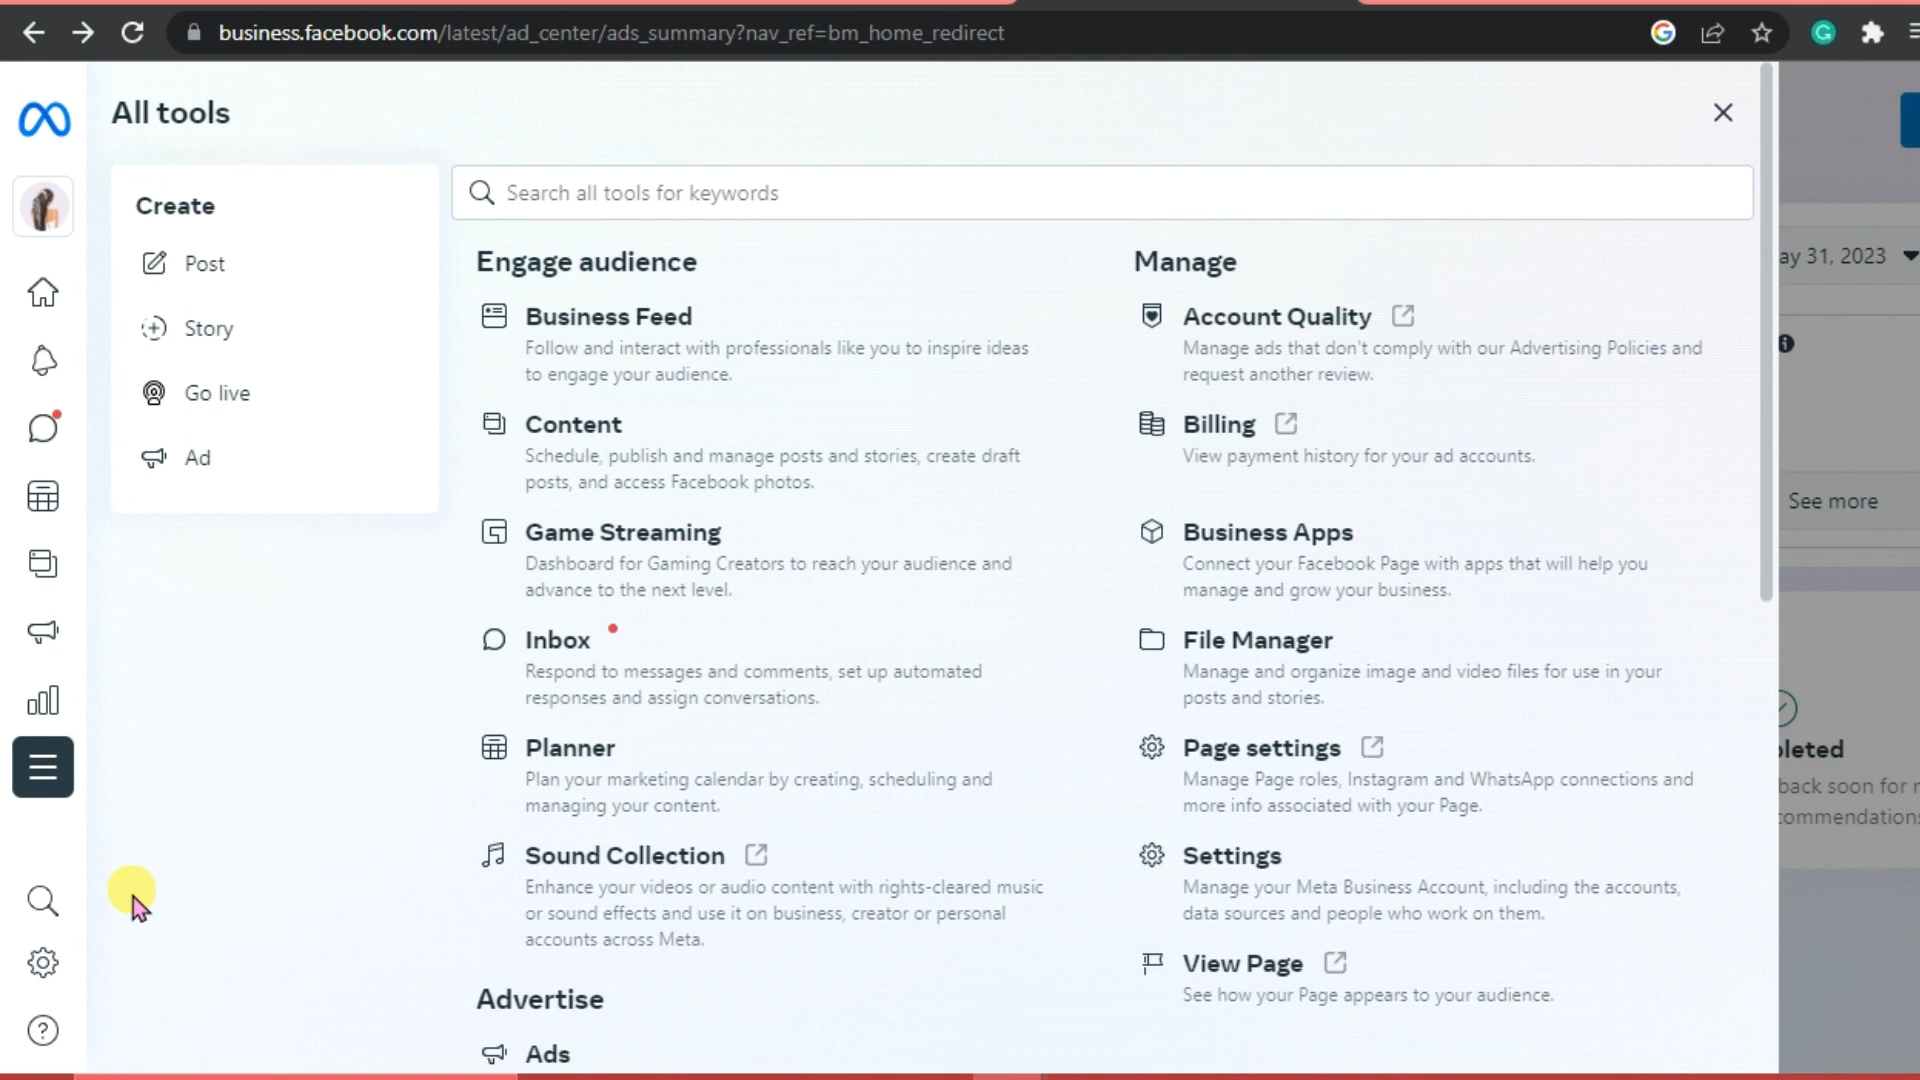 business.facebook.com/latest/ad_center/ads_summary?nav_ref=bm_home_redirect
All tools
Create
Post
Story
Go live
Ad
Search all tools for keywords
Engage audience
Business Feed
Follow and interact with professionals like you to inspire ideas
to engage your audience.
Content
Schedule, publish and manage posts and stories, create draft
posts, and access Facebook photos.
Game Streaming
Dashboard for Gaming Creators to reach your audience and
advance to the next level.
Inbox
Respond to messages and comments, set up automated
responses and assign conversations.
Planner
Plan your marketing calendar by creating, scheduling and
managing your content.
Sound Collection
Enhance your videos or audio content with rights-cleared music
or sound effects and use it on business, creator or personal
accounts across Meta.
Advertise
Ads
Manage
Account Quality
Manage ads that don't comply with our Advertising Policies and
request another review.
Billing
View payment history for your ad accounts.
Business Apps
Connect your Facebook Page with apps that will help you
manage and grow your business.
File Manager
Manage and organize image and video files for use in your
posts and stories.
Page settings
Manage Page roles, Instagram and WhatsApp connections and
more info associated with your Page.
Settings
Manage your Meta Business Account, including the accounts,
data sources and people who work on them.
View Page
See how your Page appears to your audience.
ay 31, 2023
See more
leted
back soon for
commendations